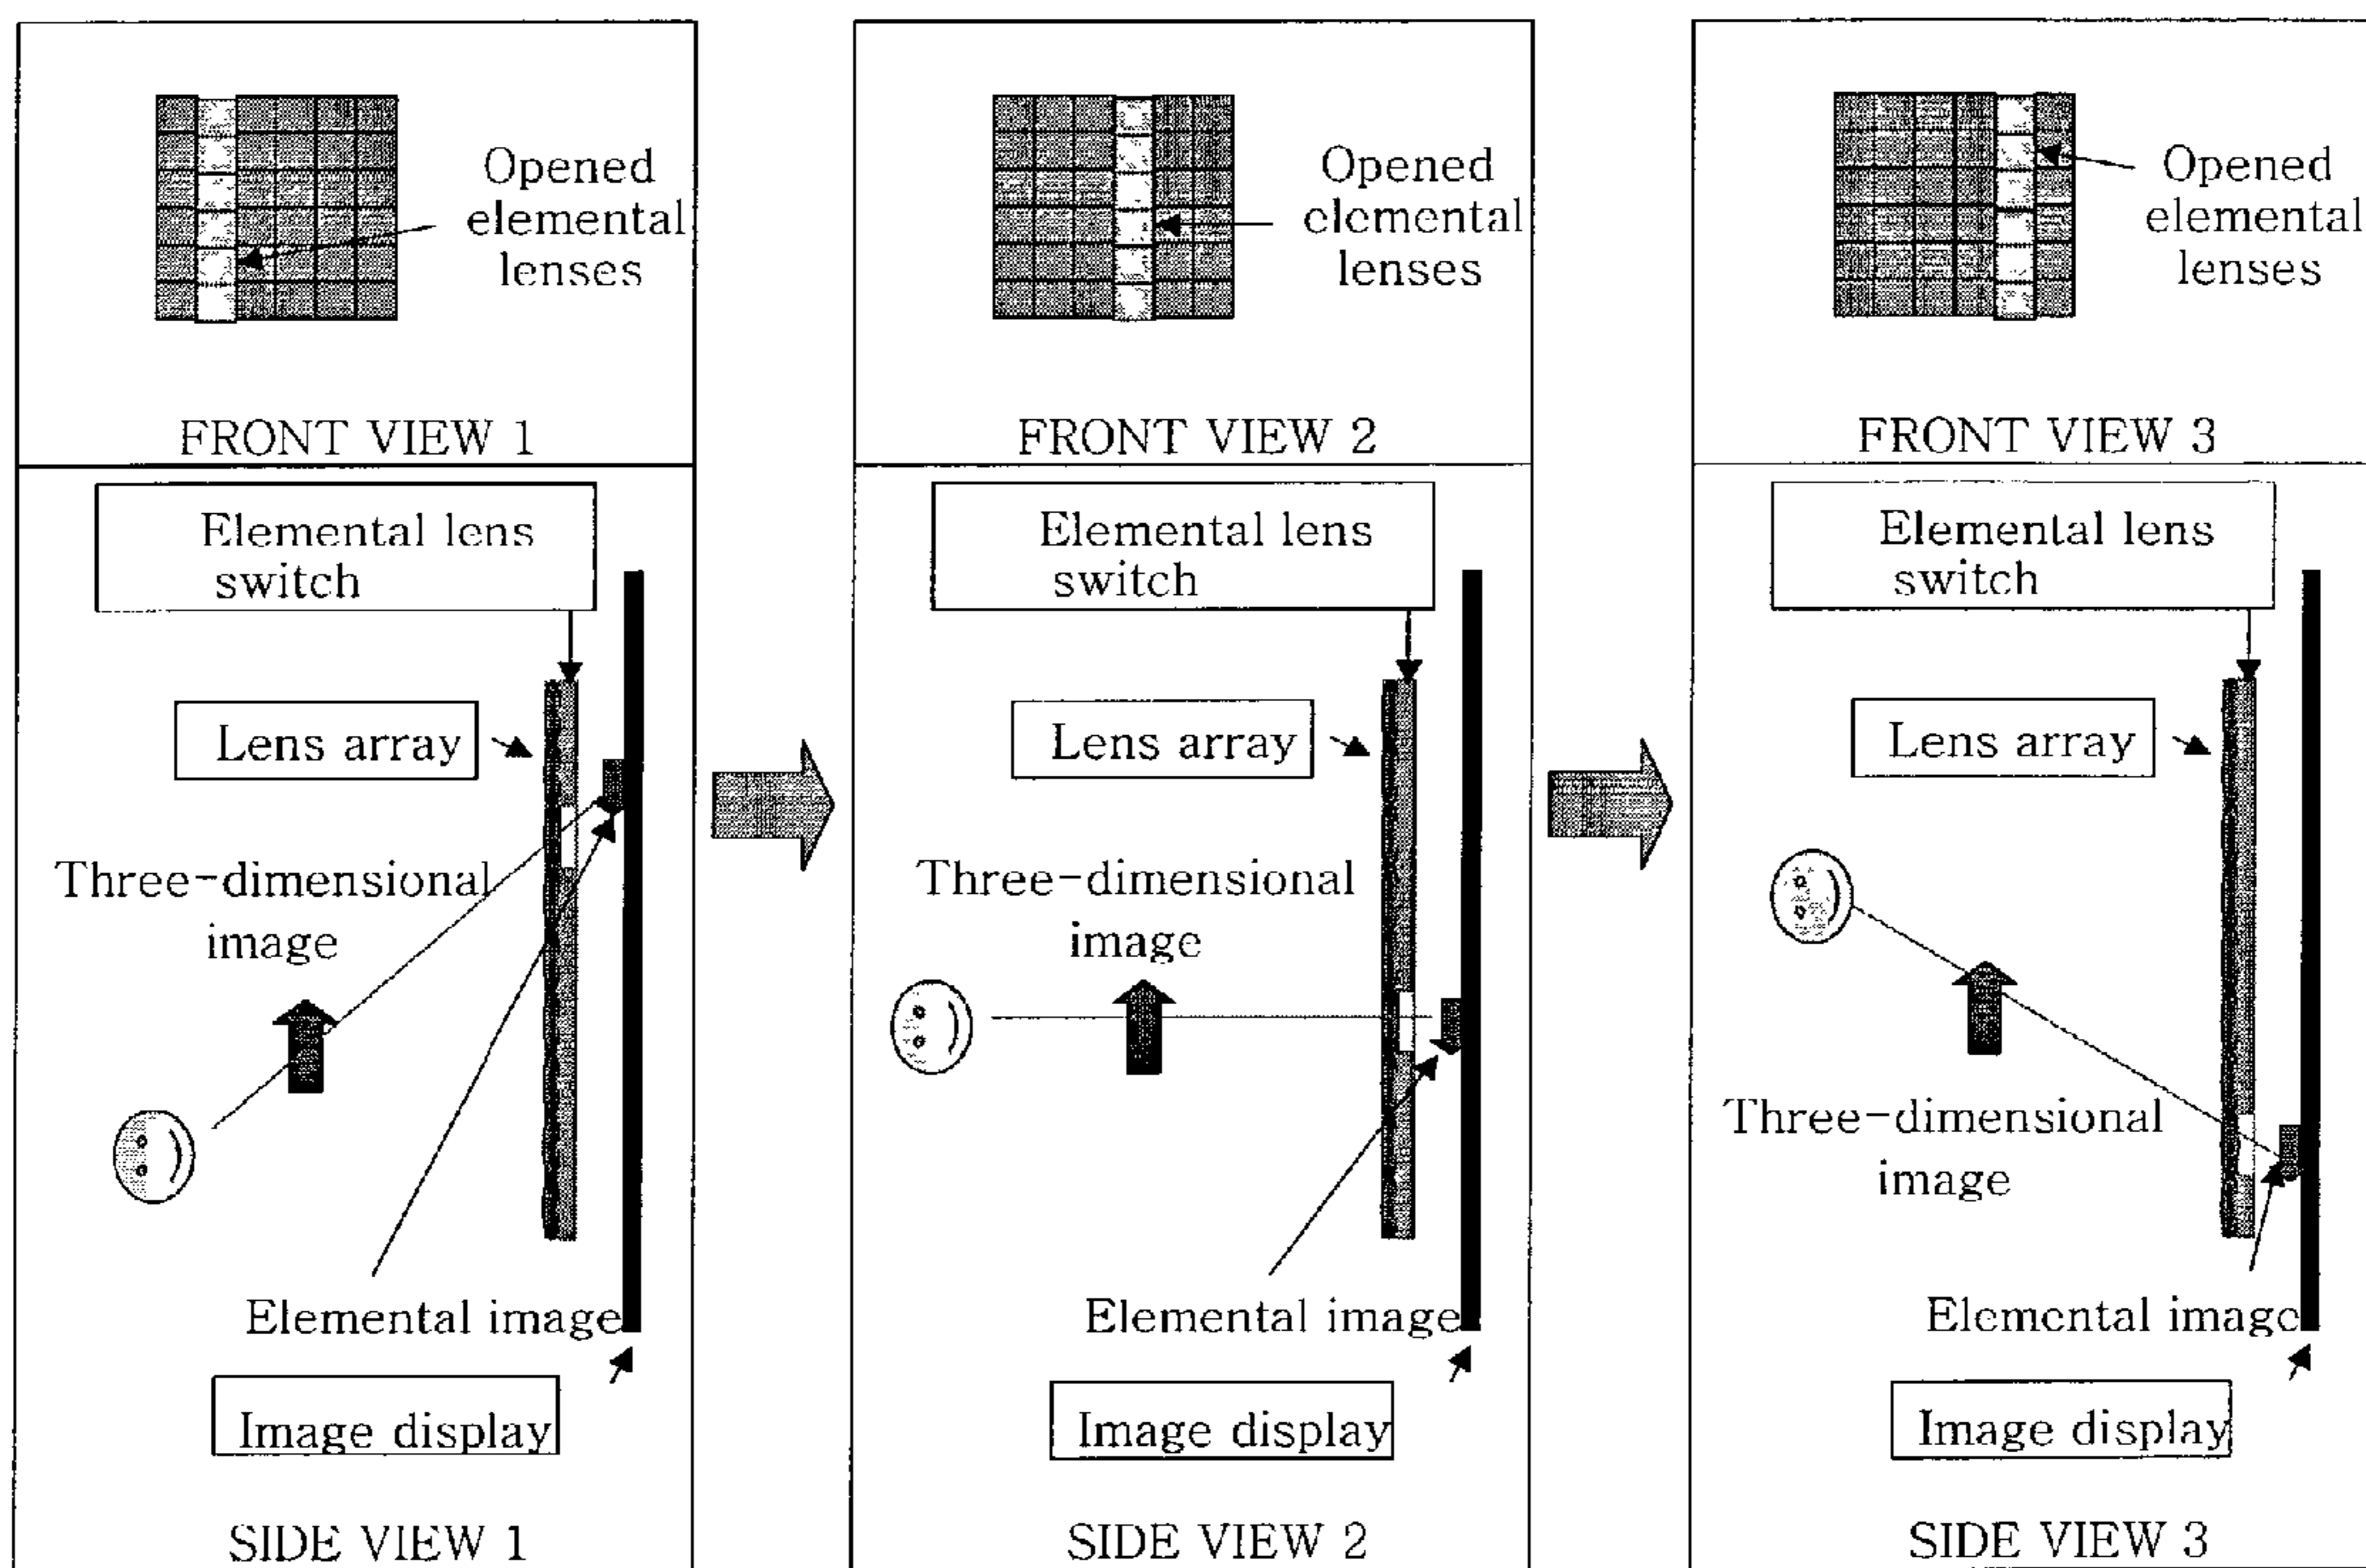 Opened
elemental
lenses
FRONT VIEW 1
Elemental lens
switch
Lens array
Three-dimensional
image
Elemental image
Image display
SIDE VIEW 1
Opened
elemental
lenses
FRONT VIEW 2
Elemental lens
switch
Lens array
Three-dimensional
image
Elemental image
Image display
SIDE VIEW 2
Opened
elemental
lenses
FRONT VIEW 3
Elemental lens
switch
Lens array
Three-dimensional
image
Elemental image
Image display
SIDE VIEW 3